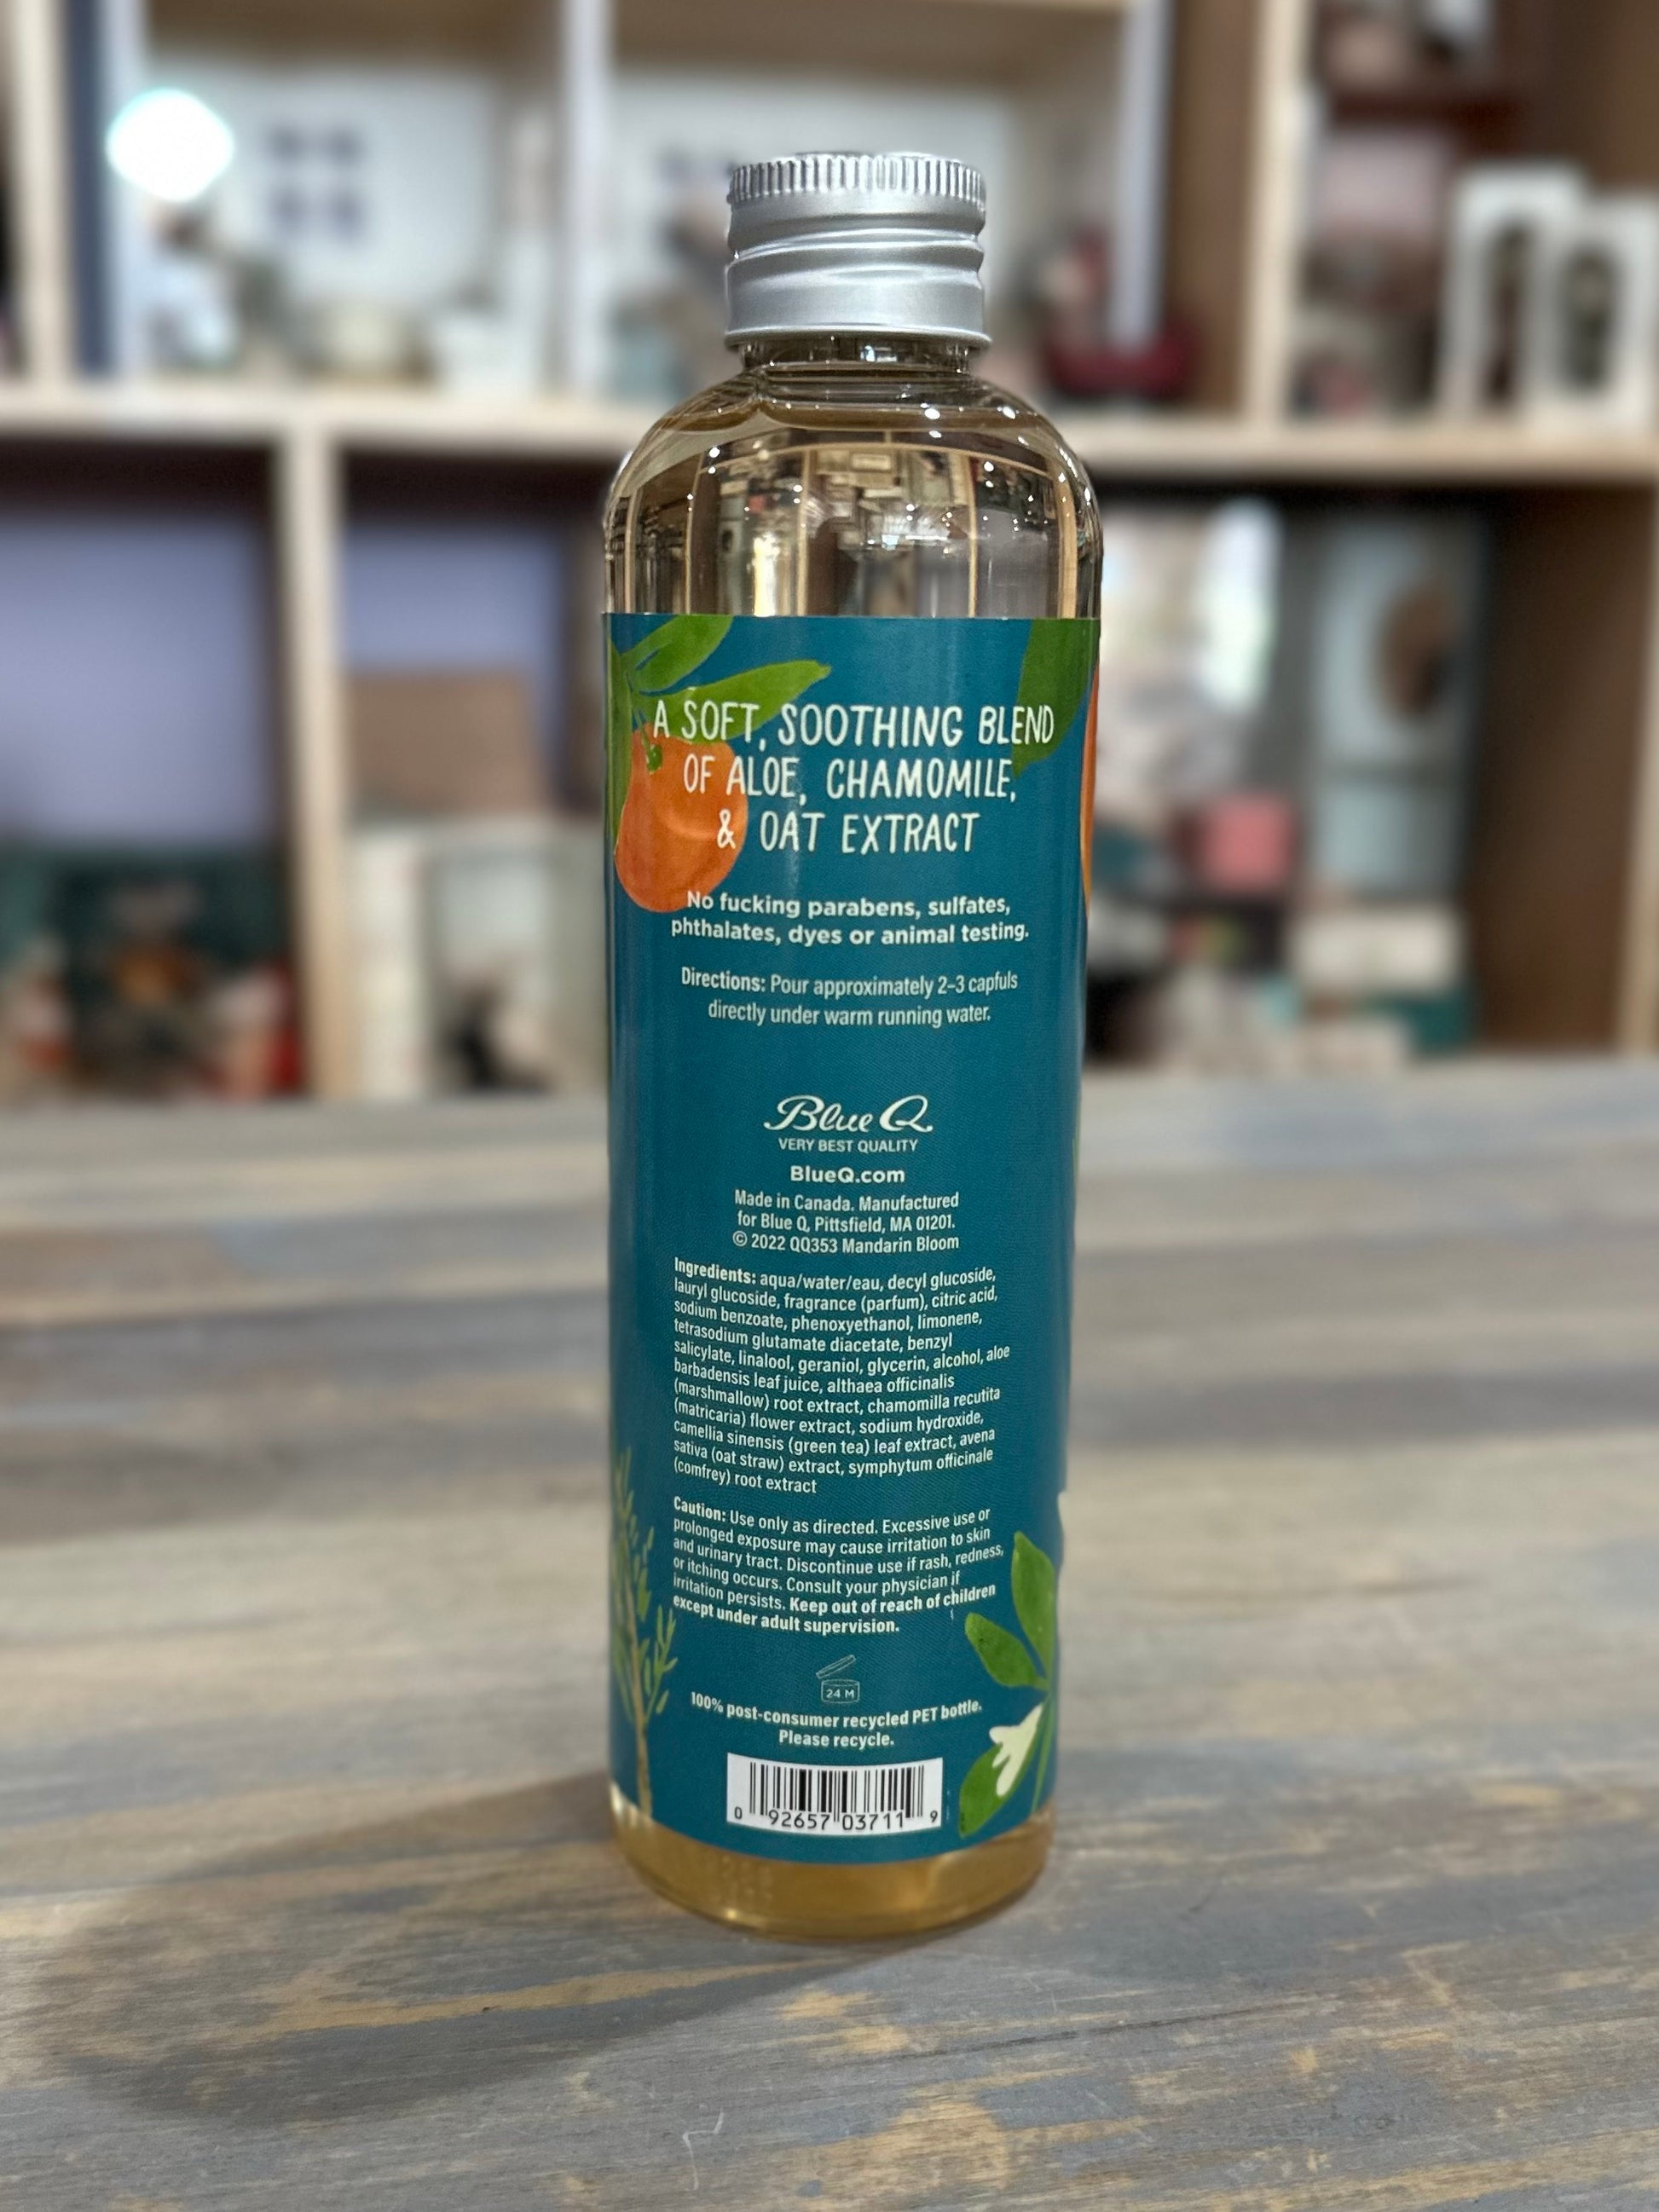 A SOFT, SOOTHING BLEND
OF ALOE, CHAMOMILE,
& OAT EXTRACT
No fucking parabens, sulfates,
phthalates, dyes or animal testing.
Directions: Pour approximately 2-3 capfuls
directly under warm running water.
Blue Q
VERY BEST QUALITY
BlueQ.com
Made in Canada. Manufactured
for Blue Q, Pittsfield, MA 01201.
© 2022 QQ353 Mandarin Bloom
Ingredients: aqua/water/eau, decyl glucoside,
lauryl glucoside, fragrance (parfum), citric acid,
sodium benzoate, phenoxyethanol, limonene,
tetrasodium glutamate diacetate, benzyl
salicylate, linalool, geraniol, glycerin, alcohol, aloe
barbadensis leaf juice, althaea officinalis
(marshmallow) root extract, chamomilla recutita
(matricaria) flower extract, sodium hydroxide,
camellia sinensis (green tea) leaf extract, avena
sativa (oat straw) extract, symphytum officinale
(comfrey) root extract
Caution: Use only as directed. Excessive use or
prolonged exposure may cause irritation to skin
and urinary tract. Discontinue use if rash, redness,
or itching occurs. Consult your physician if
irritation persists. Keep out of reach of children
except under adult supervision.
24 M
100% post-consumer recycled PET bottle.
Please recycle.
0 92657 03711 9